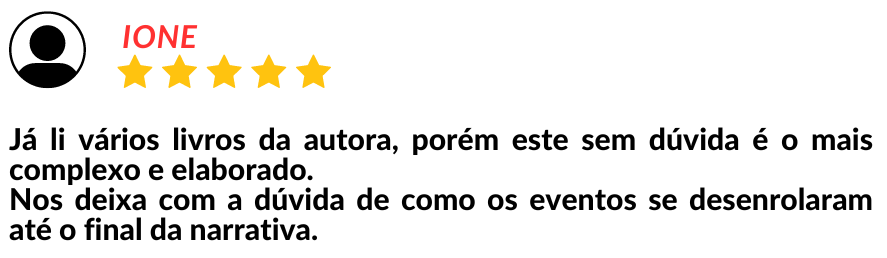 IONE
Já li vários livros da autora, porém este sem dúvida é o mais
complexo e elaborado.
Nos deixa com a dúvida de como os eventos se desenrolaram
até o final da narrativa.